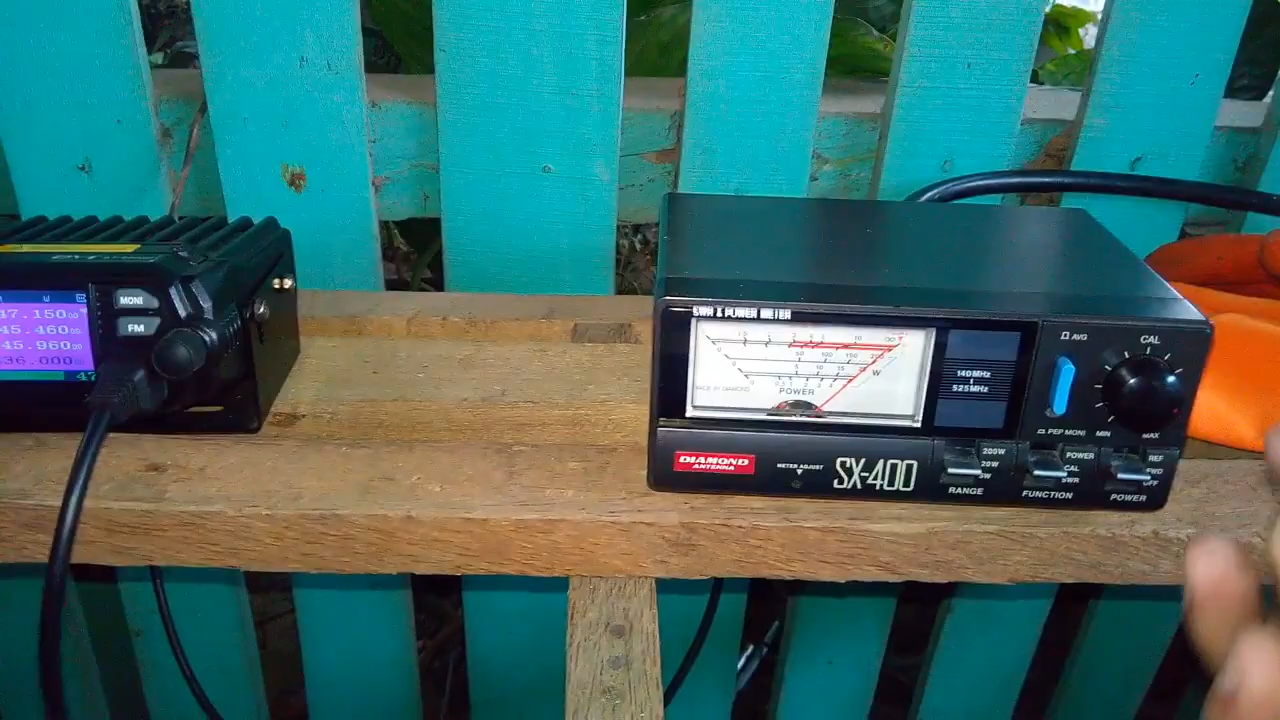 MONI
FM
17.150
45.460
45.960
36.000
SWR & POWER METER
POWER
W
140MHz
525MHz
AVG
CAL
PEP MONI
MIN
MAX
DIAMOND
ANTENNA
METER ADJUST
SX-400
200W
20W
5W
RANGE
POWER
CAL
SWR
FUNCTION
REF
FWD
OFF
POWER